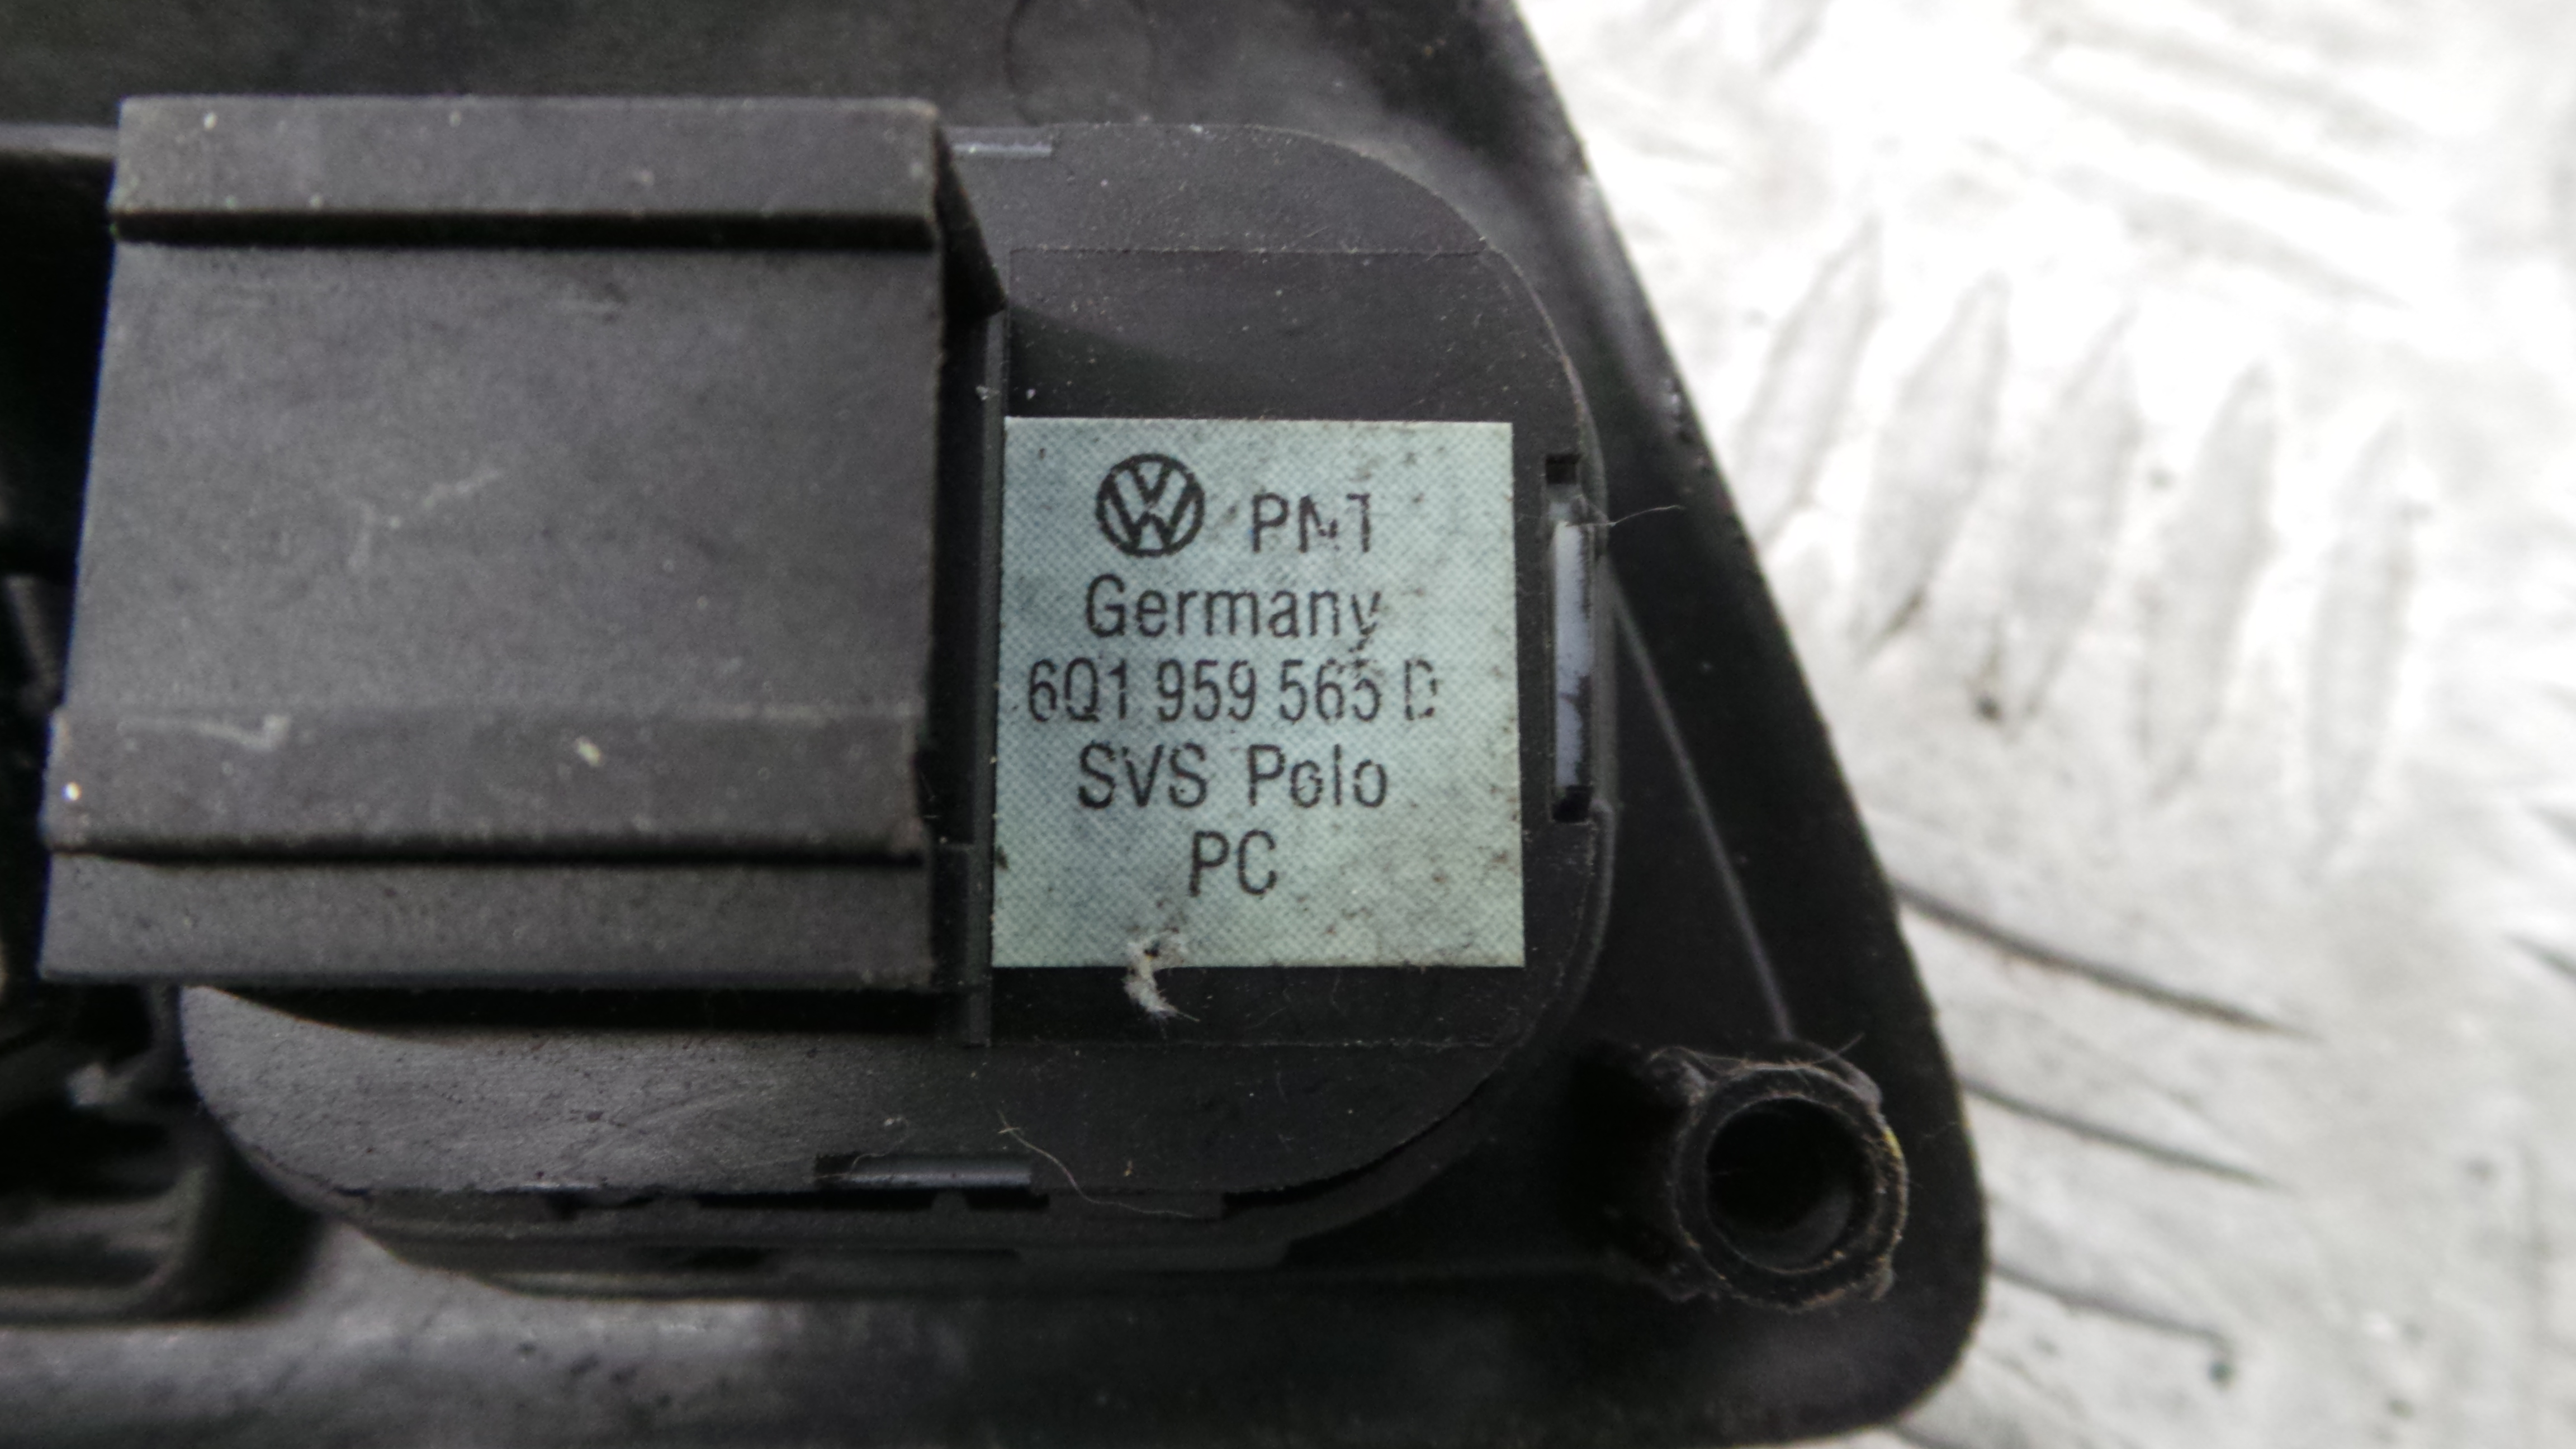 PMT
Germany
6Q1 959 565 D
SVS Polo
PC